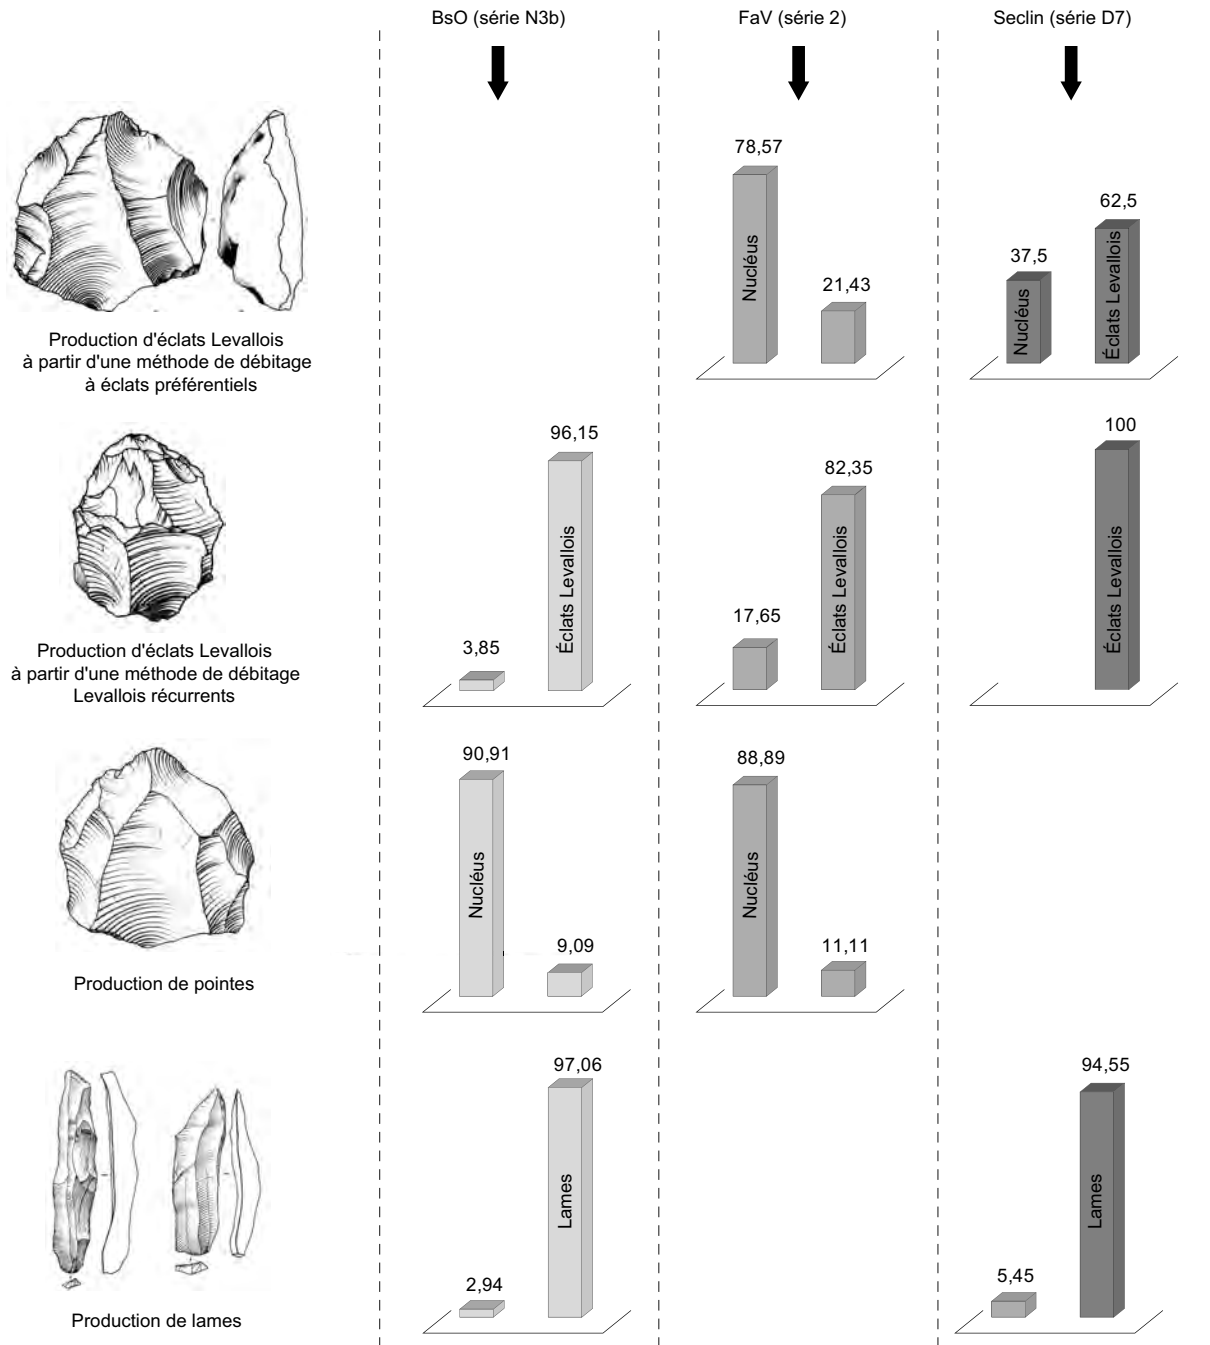 BsO (série N3b)
FaV (série 2)
Seclin (série D7)
78,57
Nucléus
21,43
37,5
Nucléus
62,5
Éclats Levallois
Production d'éclats Levallois
à partir d'une méthode de débitage
à éclats préférentiels
3,85
96,15
Éclats Levallois
17,65
82,35
Éclats Levallois
100
Éclats Levallois
Production d'éclats Levallois
à partir d'une méthode de débitage
Levallois récurrents
90,91
Nucléus
9,09
88,89
Nucléus
11,11
Production de pointes
2,94
97,06
Lames
5,45
94,55
Lames
Production de lames